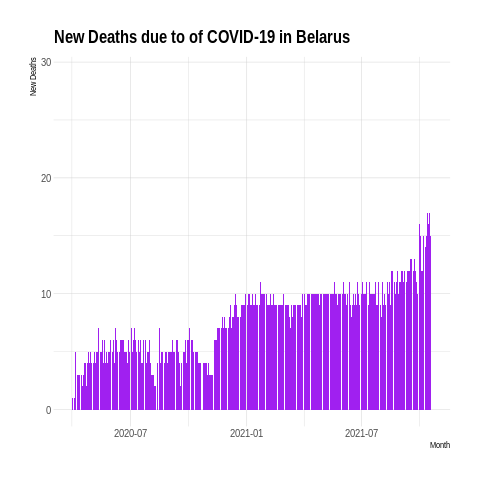 New Deaths due to of COVID-19 in Belarus
New Deaths
30
20
10
0
2020-07
2021-01
2021-07
Month